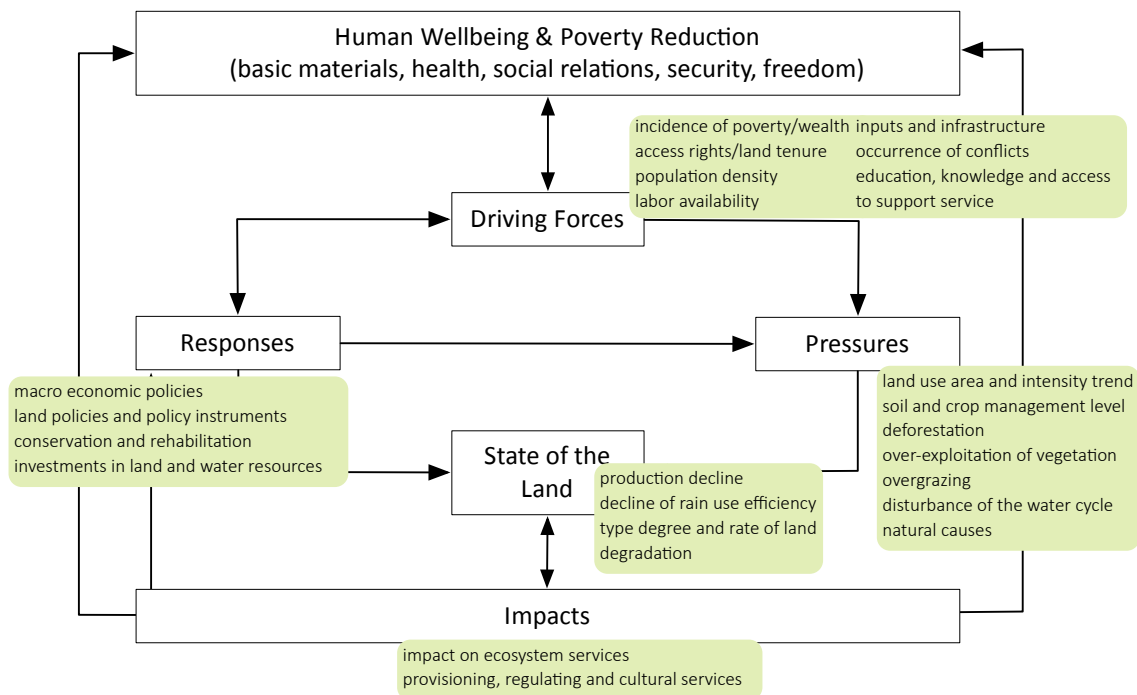 Human Wellbeing & Poverty Reduction
(basic materials, health, social relations, security, freedom)
incidence of poverty/wealth
access rights/land tenure
population density
labor availability
inputs and infrastructure
occurrence of conflicts
education, knowledge and access
to support service
Driving Forces
Responses
Pressures
macro economic policies
land policies and policy instruments
conservation and rehabilitation
investments in land and water resources
land use area and intensity trend
soil and crop management level
deforestation
over-exploitation of vegetation
overgrazing
disturbance of the water cycle
natural causes
State of the
Land
production decline
decline of rain use efficiency
type degree and rate of land
degradation
Impacts
impact on ecosystem services
provisioning, regulating and cultural services